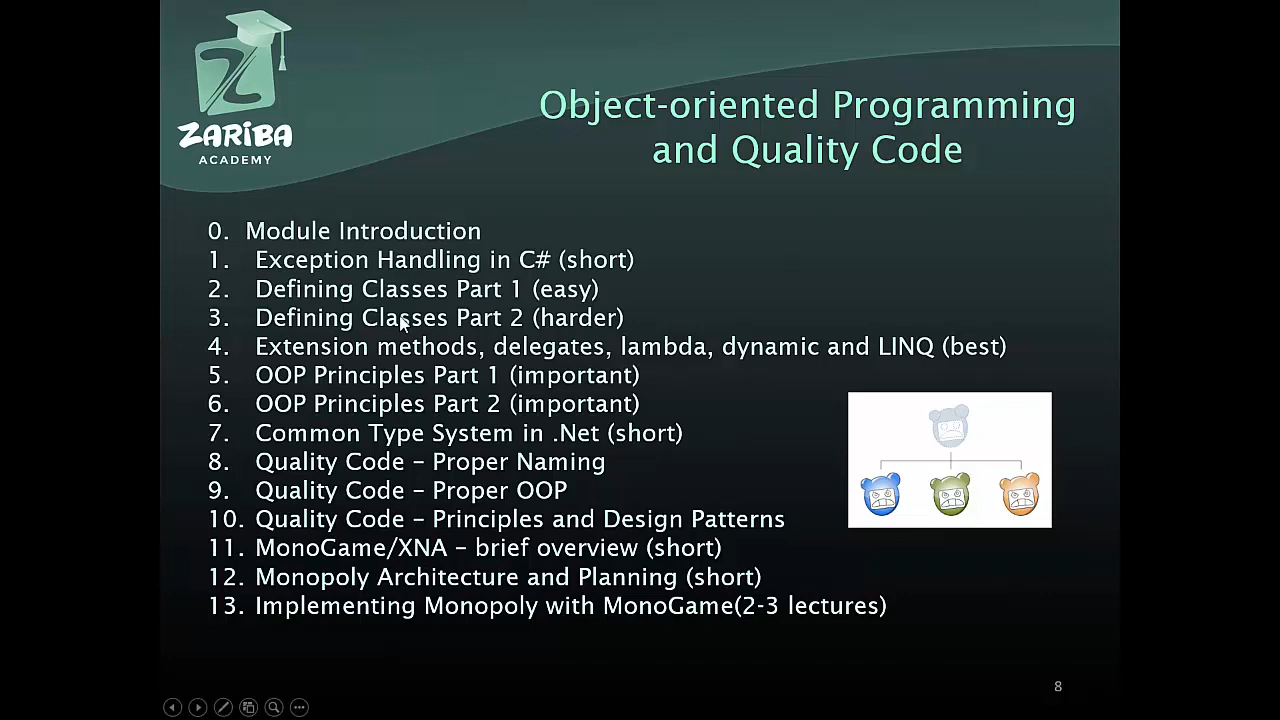 ZARIBA
ACADEMY
Object-oriented Programming
and Quality Code
0. Module Introduction
1. Exception Handling in C# (short)
2. Defining Classes Part 1 (easy)
3. Defining Classes Part 2 (harder)
4. Extension methods, delegates, lambda, dynamic and LINQ (best)
5. OOP Principles Part 1 (important)
6. OOP Principles Part 2 (important)
7. Common Type System in .Net (short)
8. Quality Code – Proper Naming
9. Quality Code – Proper OOP
10. Quality Code – Principles and Design Patterns
11. MonoGame/XNA – brief overview (short)
12. Monopoly Architecture and Planning (short)
13. Implementing Monopoly with MonoGame(2-3 lectures)
8